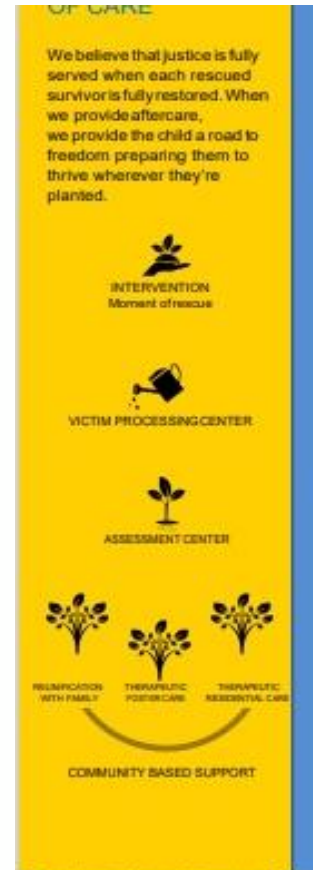 OF CARE
We believe that justice is fully
served when each rescued
survivor is fully restored. When
we provide aftercare,
we provide the child a road to
freedom preparing them to
thrive wherever they're
planted.
INTERVENTION
Moment of rescue
VICTIM PROCESSING CENTER
ASSESSMENT CENTER
REUNIFICATION
WITH FAMILY
THERAPEUTIC
FOSTER CARE
THERAPEUTIC
RESIDENTIAL CARE
COMMUNITY BASED SUPPORT